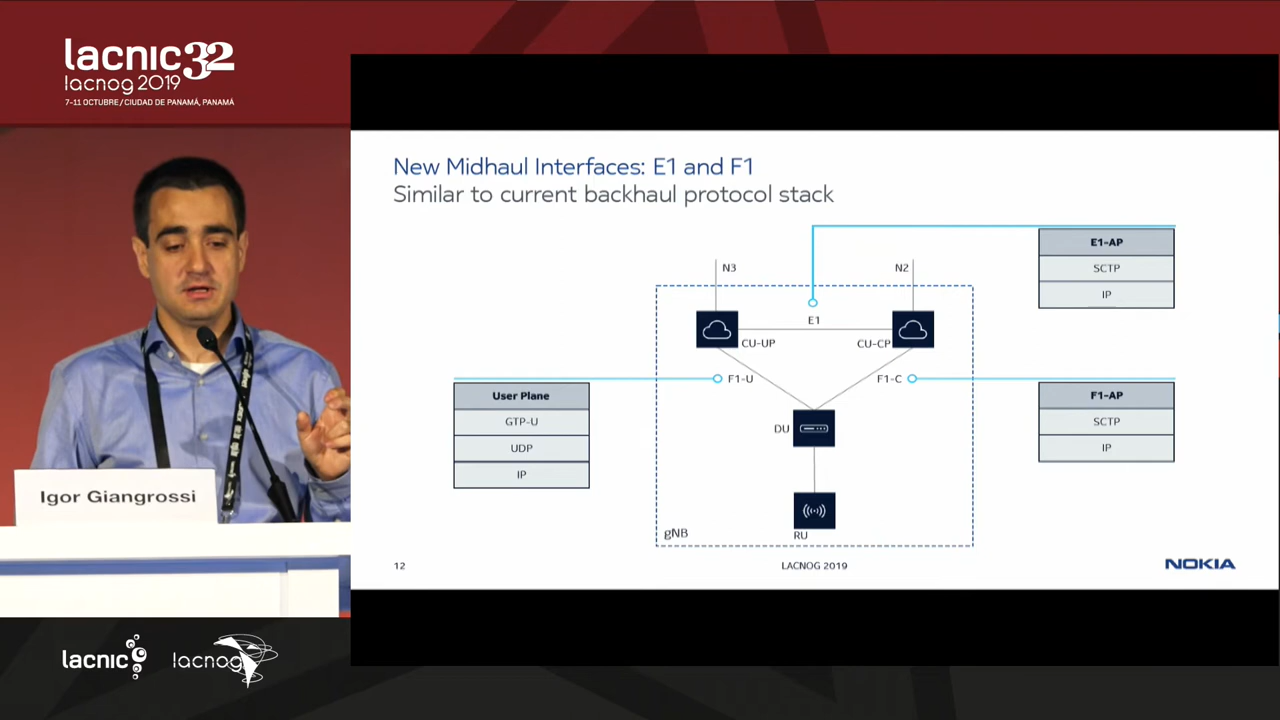 lacnic 32
lacnog 2019
7-11 OCTUBRE / CIUDAD DE PANAMÁ, PANAMÁ
New Midhaul Interfaces: E1 and F1
Similar to current backhaul protocol stack
E1-AP
SCTP
IP
N3
N2
E1
CU-UP
CU-CP
F1-U
F1-C
User Plane
GTP-U
UDP
IP
F1-AP
SCTP
IP
DU
RU
gNB
12
LACNOG 2019
NOKIA
Igor Giangrossi
lacnic
lacnog